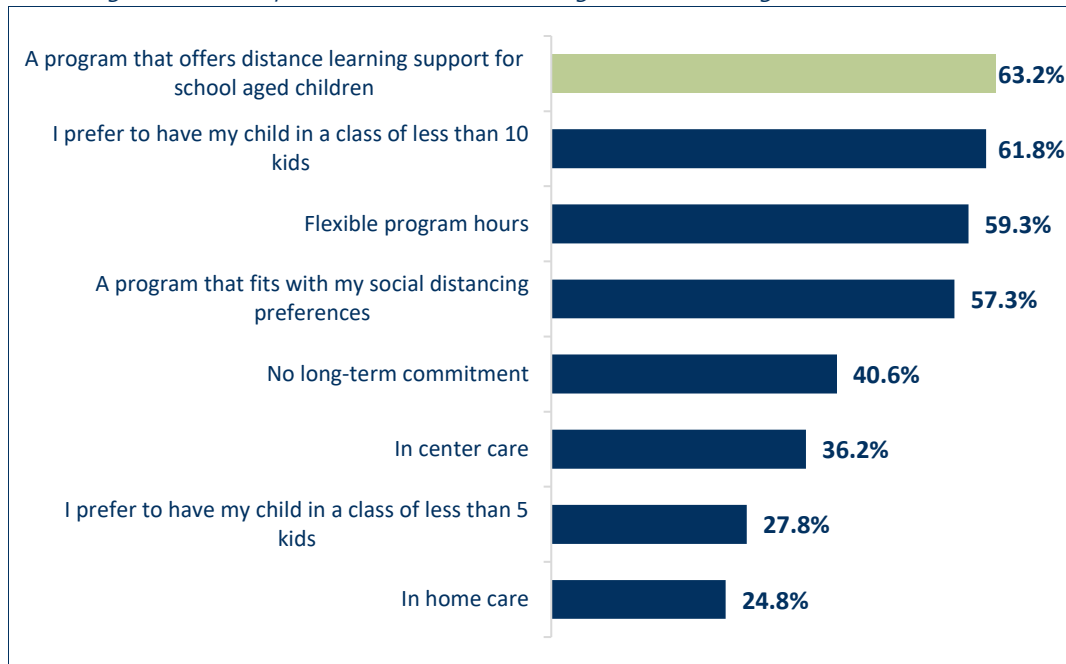 A program that offers distance learning support for
school aged children
63.2%
I prefer to have my child in a class of less than 10
kids
61.8%
Flexible program hours
59.3%
A program that fits with my social distancing
preferences
57.3%
No long-term commitment
40.6%
In center care
36.2%
I prefer to have my child in a class of less than 5
kids
27.8%
In home care
24.8%